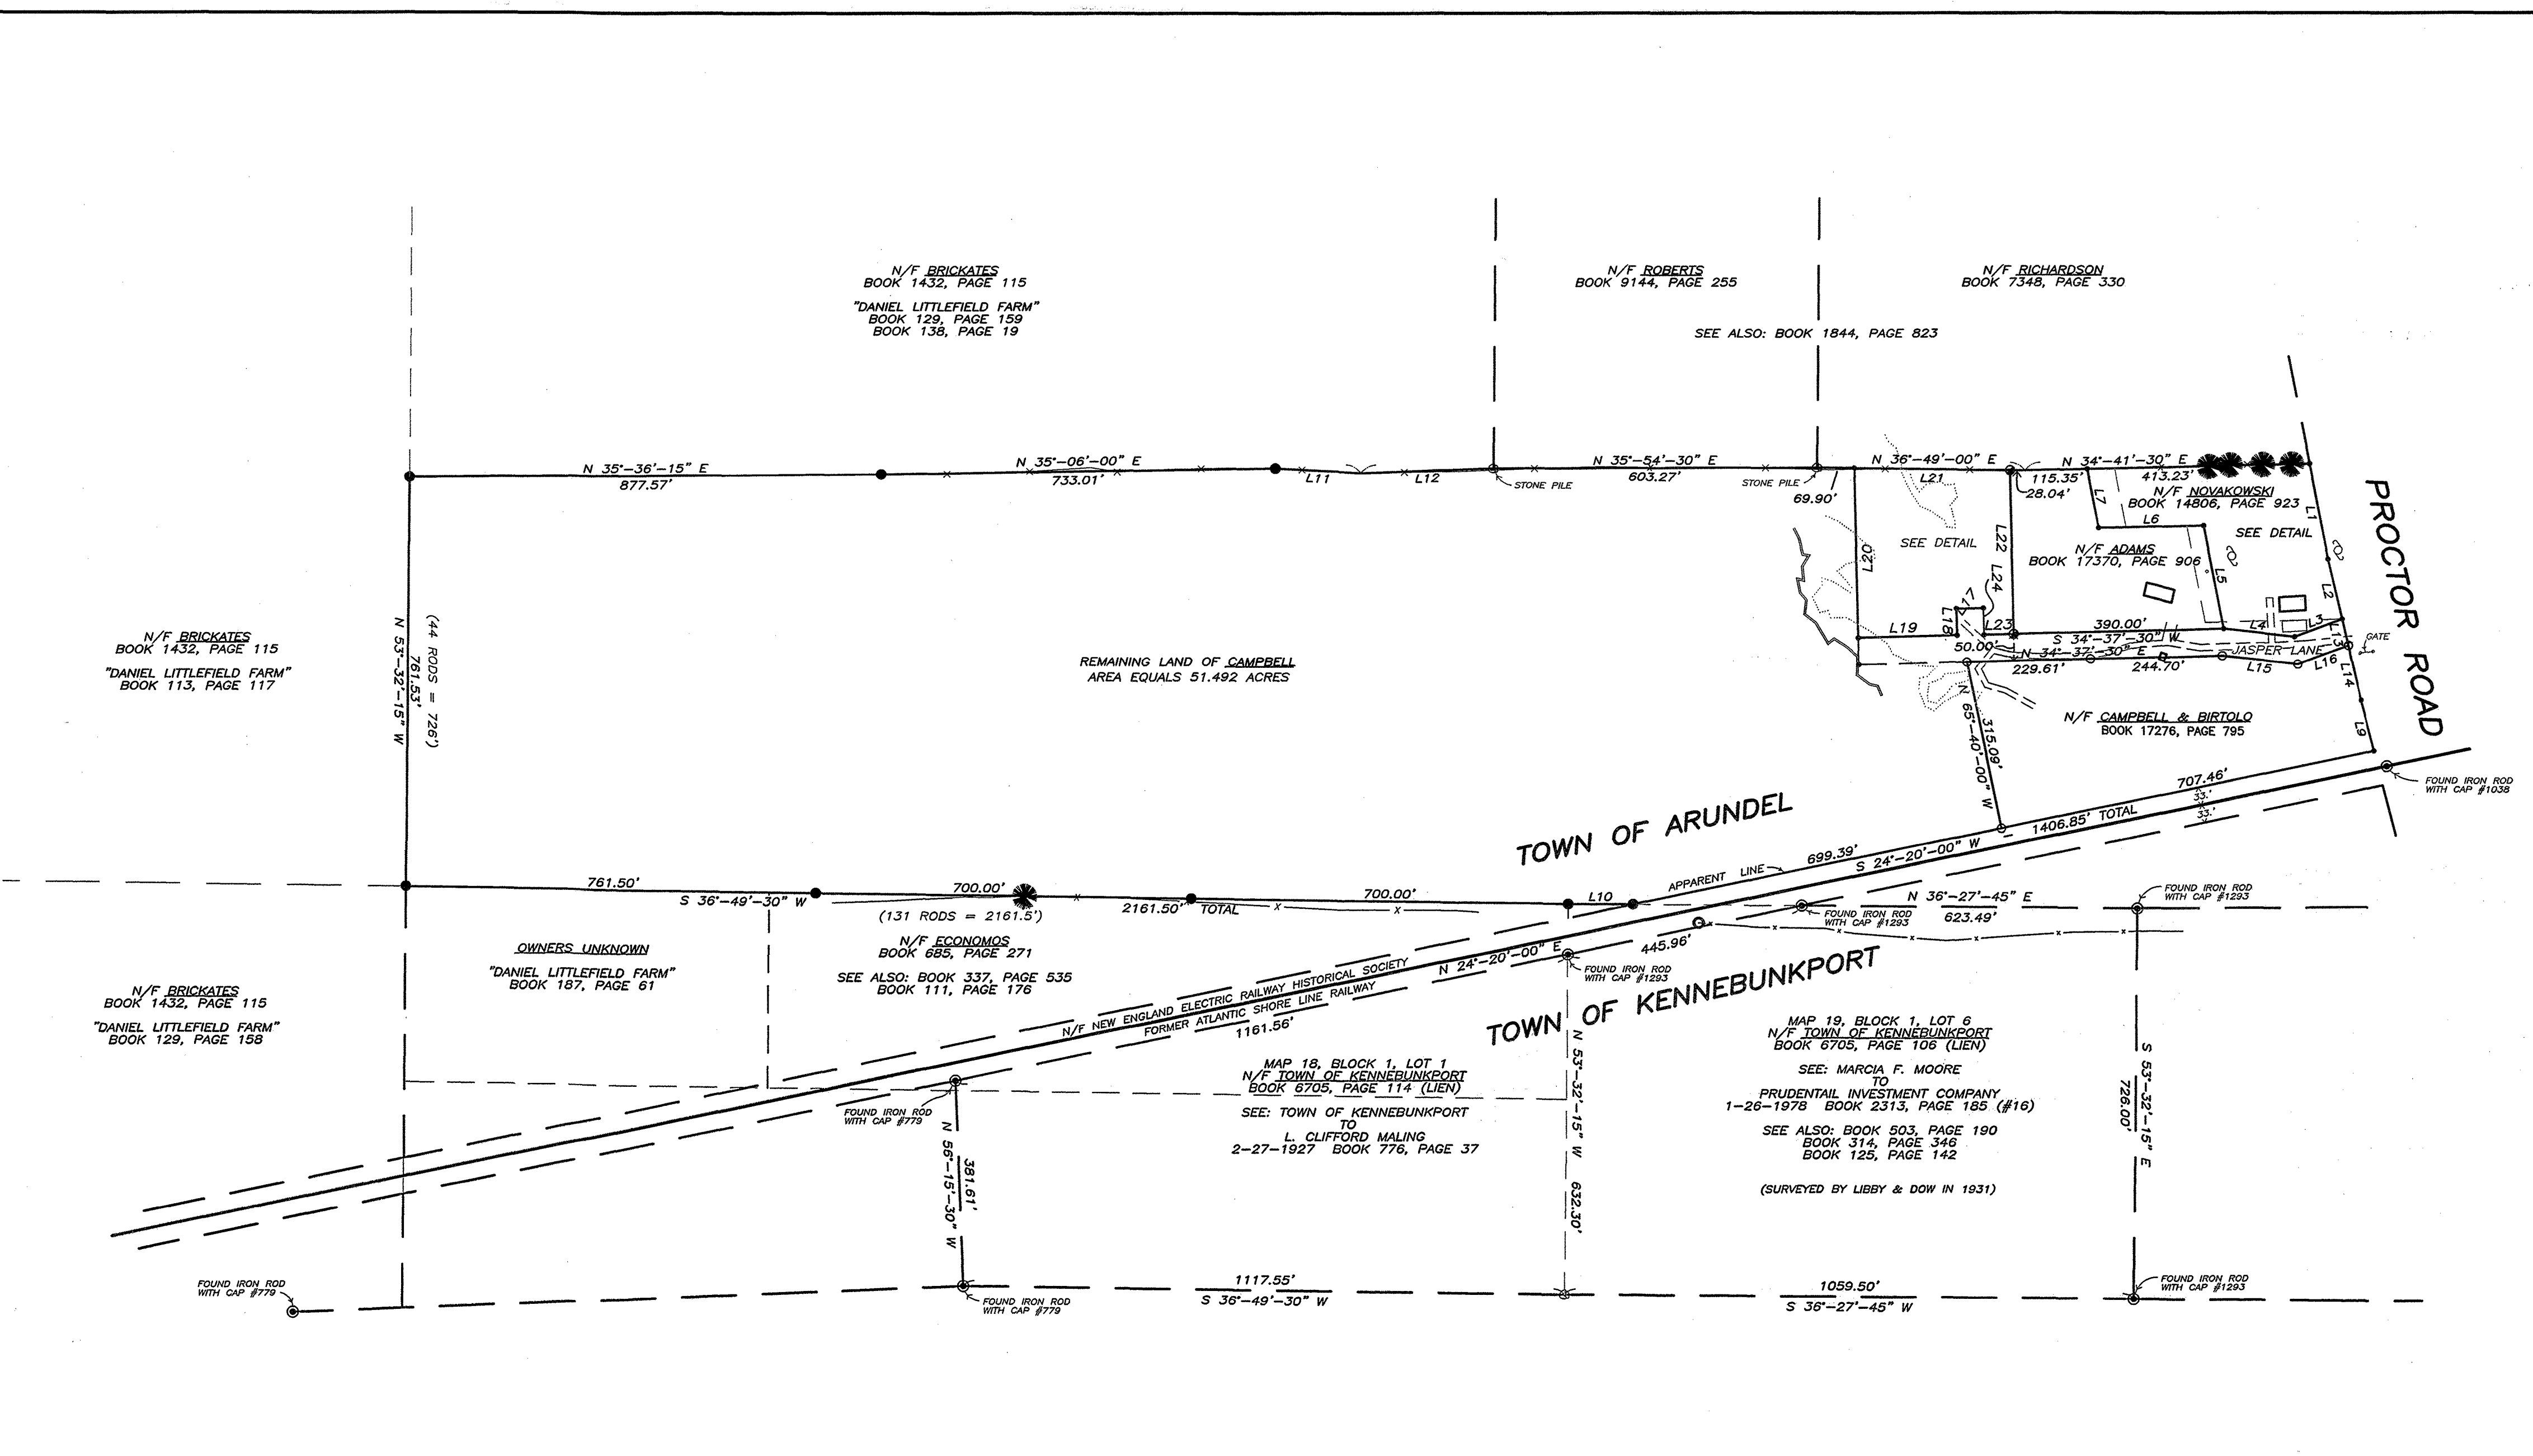 N/F BRICKATES
BOOK 1432, PAGE 115
"DANIEL LITTLEFIELD FARM"
BOOK 129, PAGE 159
BOOK 138, PAGE 19
N/F ROBERTS
BOOK 9144, PAGE 255
N/F RICHARDSON
BOOK 7348, PAGE 330
SEE ALSO: BOOK 1844, PAGE 823
N 35°-36'-15" E
877.57'
N 35°-06'-00" E
733.01'
L11
L12
STONE PILE
N 35°-54'-30" E
603.27'
STONE PILE
69.90'
N 36°-49'-00" E
L21
N 34°-41'-30" E
115.35'
413.23'
28.04'
N/F NOVAKOWSKI
BOOK 14806, PAGE 923
SEE DETAIL
L7
L6
L1
SEE DETAIL
L20
L22
L24
N/F ADAMS
BOOK 17370, PAGE 906
L5
L2
L17
L18
L19
L23
390.00'
S 34°-37'-30" W
L4
L3
L13
GATE
50.00'
N 34°-37'-30" E
229.61'
244.70'
JASPER LANE
L15
L16
L14
L9
PROCTOR ROAD
N/F CAMPBELL & BIRTOLO
BOOK 17276, PAGE 795
315.09'
N 65°-40'-00" W
N/F BRICKATES
BOOK 1432, PAGE 115
"DANIEL LITTLEFIELD FARM"
BOOK 113, PAGE 117
(44 RODS = 726')
761.53'
N 53°-32'-15" W
REMAINING LAND OF CAMPBELL
AREA EQUALS 51.492 ACRES
TOWN OF ARUNDEL
707.46'
33.'
33.'
1406.85' TOTAL
FOUND IRON ROD
WITH CAP #1038
699.39'
S 24°-20'-00" W
APPARENT LINE
761.50'
S 36°-49'-30" W
700.00'
(131 RODS = 2161.5')
2161.50' TOTAL
700.00'
L10
N 36°-27'-45" E
623.49'
FOUND IRON ROD
WITH CAP #1293
FOUND IRON ROD
WITH CAP #1293
445.96'
FOUND IRON ROD
WITH CAP #1293
N 24°-20'-00" E
OWNERS UNKNOWN
"DANIEL LITTLEFIELD FARM"
BOOK 187, PAGE 61
N/F ECONOMOS
BOOK 685, PAGE 271
SEE ALSO: BOOK 337, PAGE 535
BOOK 111, PAGE 176
N/F NEW ENGLAND ELECTRIC RAILWAY HISTORICAL SOCIETY
FORMER ATLANTIC SHORE LINE RAILWAY
1161.56'
TOWN OF KENNEBUNKPORT
N/F BRICKATES
BOOK 1432, PAGE 115
"DANIEL LITTLEFIELD FARM"
BOOK 129, PAGE 158
FOUND IRON ROD
WITH CAP #779
381.61'
N 56°-15'-30" W
MAP 18, BLOCK 1, LOT 1
N/F TOWN OF KENNEBUNKPORT
BOOK 6705, PAGE 114 (LIEN)
SEE: TOWN OF KENNEBUNKPORT
TO
L. CLIFFORD MALING
2-27-1927 BOOK 776, PAGE 37
N 53°-32'-15" W 632.30'
MAP 19, BLOCK 1, LOT 6
N/F TOWN OF KENNEBUNKPORT
BOOK 6705, PAGE 106 (LIEN)
SEE: MARCIA F. MOORE
TO
PRUDENTAIL INVESTMENT COMPANY
1-26-1978 BOOK 2313, PAGE 185 (#16)
SEE ALSO: BOOK 503, PAGE 190
BOOK 314, PAGE 346
BOOK 125, PAGE 142
(SURVEYED BY LIBBY & DOW IN 1931)
S 53°-32'-15" E
726.00'
FOUND IRON ROD
WITH CAP #779
FOUND IRON ROD
WITH CAP #779
1117.55'
S 36°-49'-30" W
1059.50'
S 36°-27'-45" W
FOUND IRON ROD
WITH CAP #1293